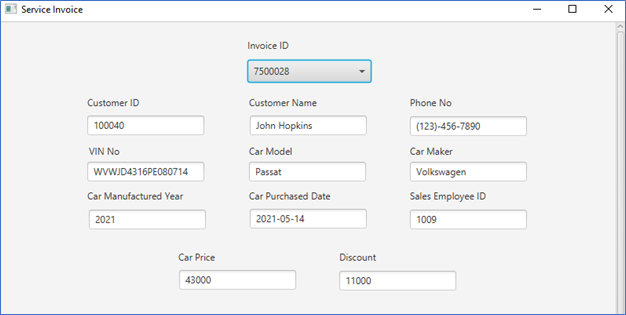 Service Invoice
Invoice ID
7500028
Customer ID Customer Name Phone No
100040 John Hopkins (123)-456-7890
VIN No Car Model Car Maker
WVWJD4316PE080714 Passat Volkswagen
Car Manufactured Year Car Purchased Date Sales Employee ID
2021 2021-05-14 1009
Car Price Discount
43000 11000